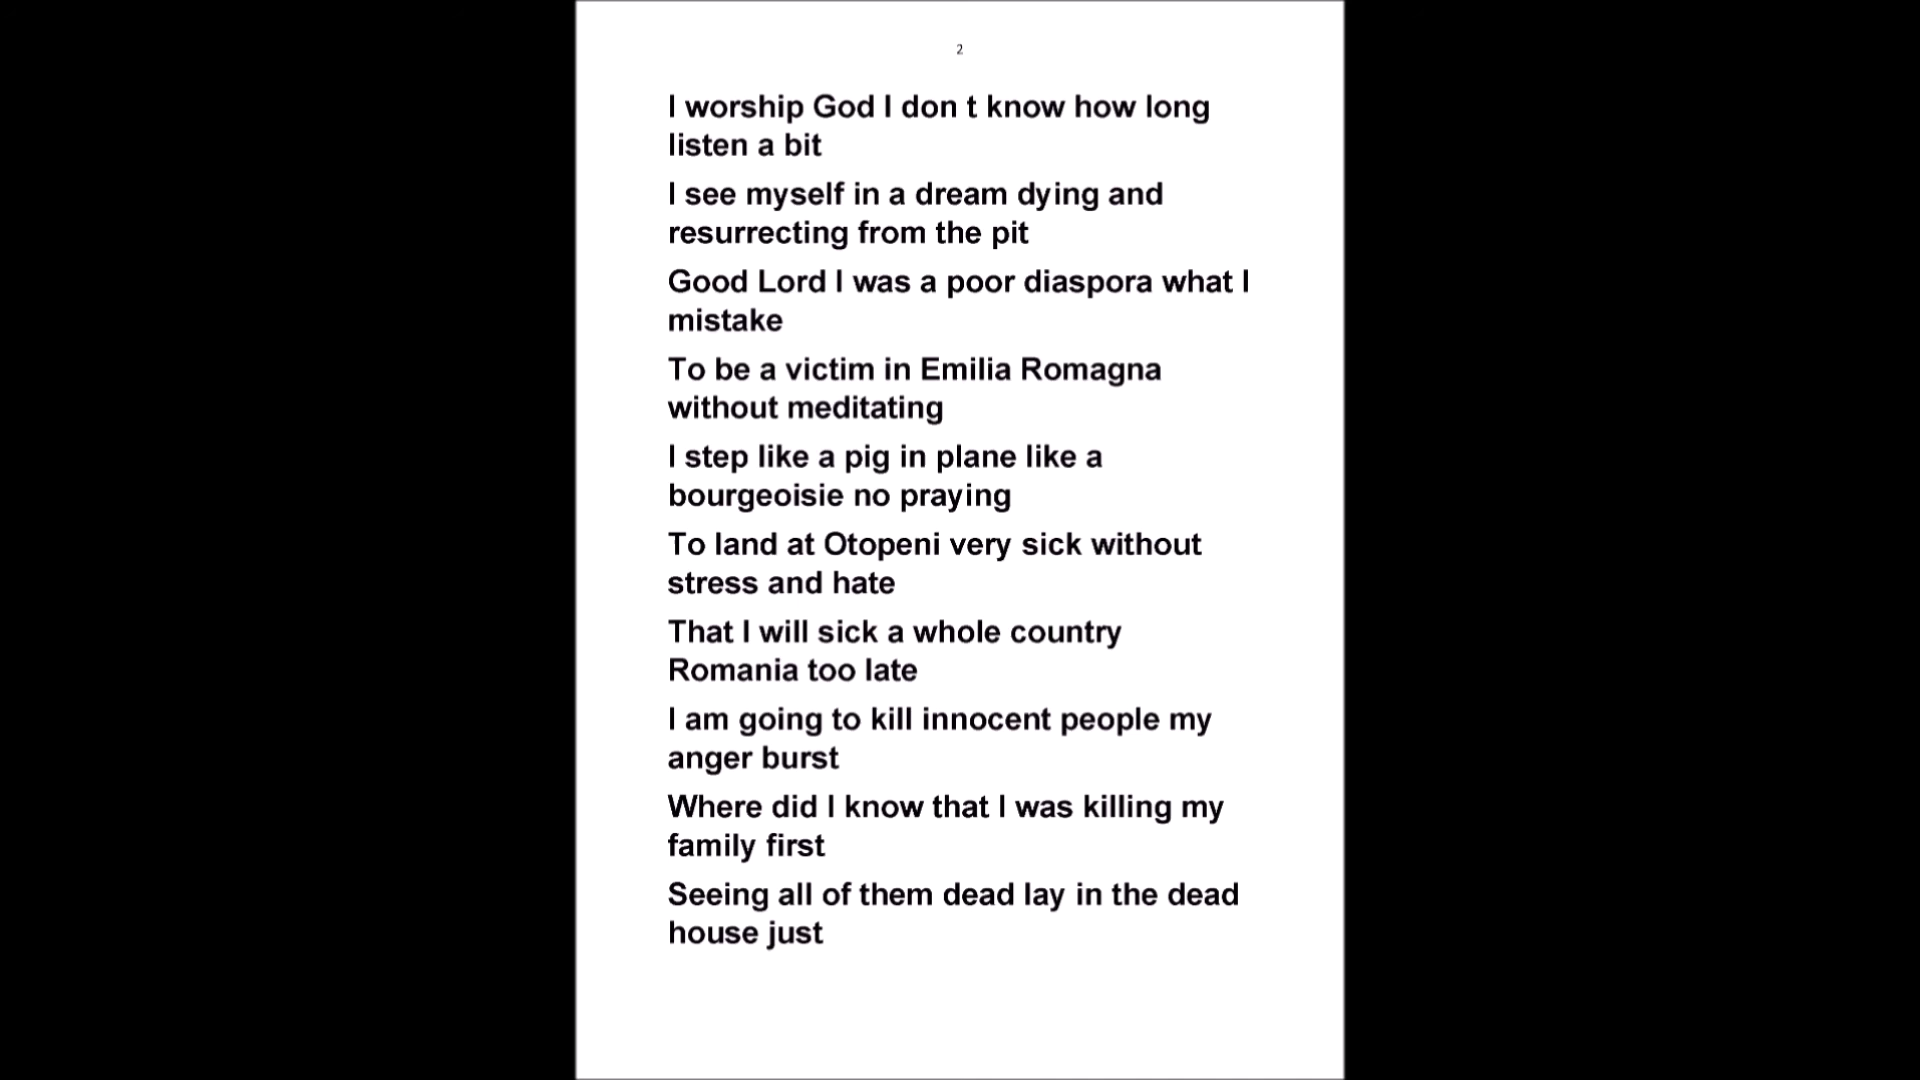 2
I worship God I don t know how long
listen a bit
I see myself in a dream dying and
resurrecting from the pit
Good Lord I was a poor diaspora what I
mistake
To be a victim in Emilia Romagna
without meditating
I step like a pig in plane like a
bourgeoisie no praying
To land at Otopeni very sick without
stress and hate
That I will sick a whole country
Romania too late
I am going to kill innocent people my
anger burst
Where did I know that I was killing my
family first
Seeing all of them dead lay in the dead
house just